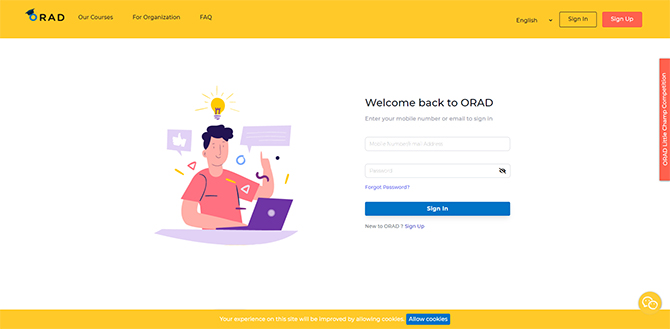 ORAD
Our Courses
For Organization
FAQ
English
Sign In
Sign Up
Welcome back to ORAD
Enter your mobile number or email to sign in
Mobile Number/E-mail Address
Password
Forgot Password?
Sign In
New to ORAD ? Sign Up
ORAD Little Champ Competition
Your experience on this site will be improved by allowing cookies.
Allow cookies